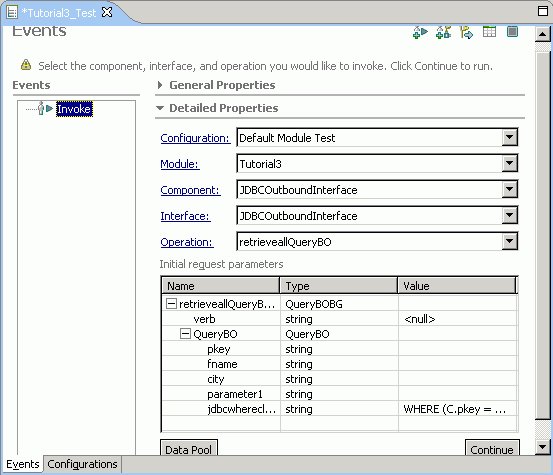 *Tutorial3_Test
Events
Select the component, interface, and operation you would like to invoke. Click Continue to run.
Events
Invoke
General Properties
Detailed Properties
Configuration: Default Module Test
Module: Tutorial3
Component: JDBCOutboundInterface
Interface: JDBCOutboundInterface
Operation: retrieveallQueryBO
Initial request parameters
Name Type Value
retrieveallQueryB... QueryBOBG
verb string <null>
QueryBO QueryBO
pkey string
fname string
city string
parameter1 string
jdbcwherecl... string WHERE (C.pkey = ...
Data Pool Continue
Events Configurations